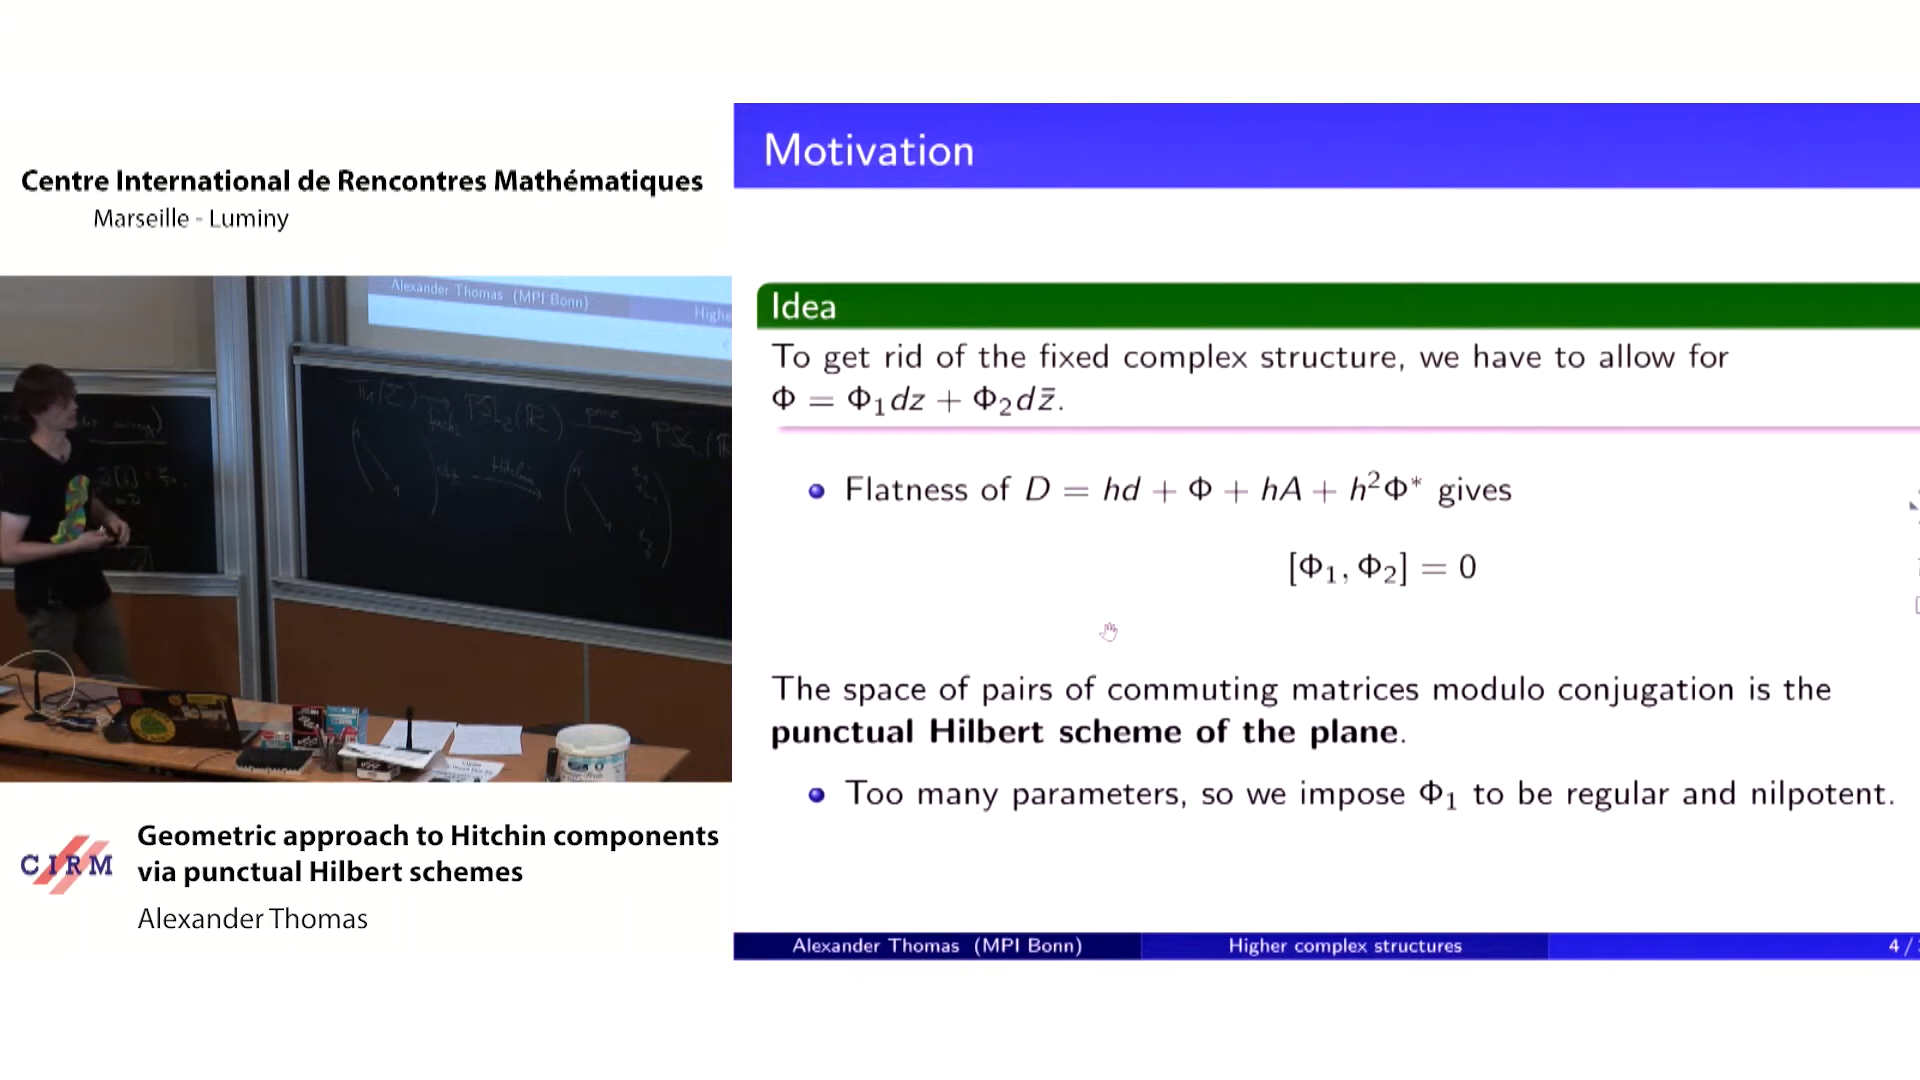 Centre International de Rencontres Mathématiques
Marseille - Luminy
Alexander Thomas (MPI Bonn)
CIRM
Geometric approach to Hitchin components
via punctual Hilbert schemes
Alexander Thomas
Motivation
Idea
To get rid of the fixed complex structure, we have to allow for
Φ = Φ₁dz + Φ₂dz̄.
Flatness of D = hd + Φ + hA + h²Φ* gives
[Φ₁, Φ₂] = 0
The space of pairs of commuting matrices modulo conjugation is the
punctual Hilbert scheme of the plane.
Too many parameters, so we impose Φ₁ to be regular and nilpotent.
Alexander Thomas (MPI Bonn)
Higher complex structures
4 /